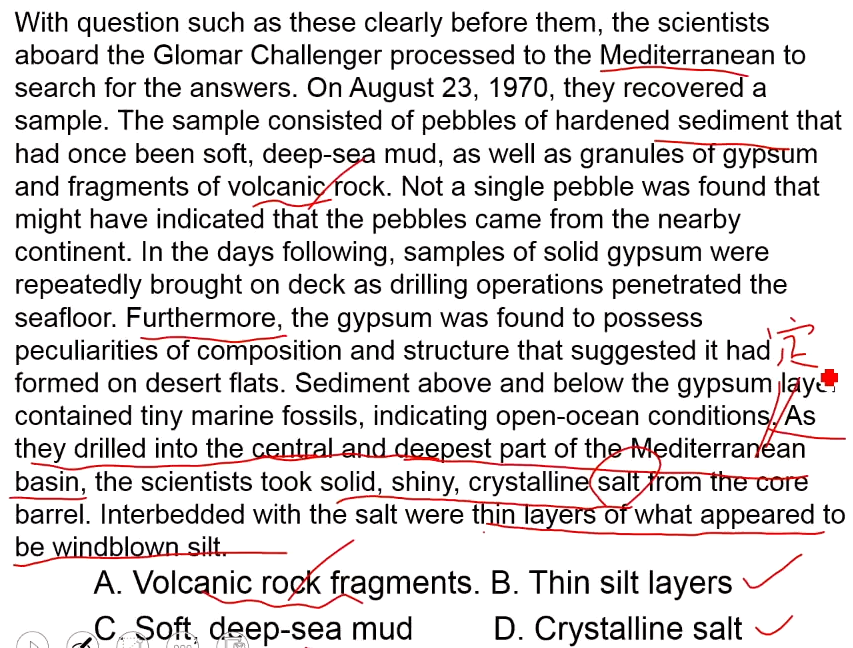 With question such as these clearly before them, the scientists
aboard the Glomar Challenger processed to the Mediterranean to
search for the answers. On August 23, 1970, they recovered a
sample. The sample consisted of pebbles of hardened sediment that
had once been soft, deep-sea mud, as well as granules of gypsum
and fragments of volcanic rock. Not a single pebble was found that
might have indicated that the pebbles came from the nearby
continent. In the days following, samples of solid gypsum were
repeatedly brought on deck as drilling operations penetrated the
seafloor. Furthermore, the gypsum was found to possess
peculiarities of composition and structure that suggested it had
formed on desert flats. Sediment above and below the gypsum layer
contained tiny marine fossils, indicating open-ocean conditions. As
they drilled into the central and deepest part of the Mediterranean
basin, the scientists took solid, shiny, crystalline salt from the core
barrel. Interbedded with the salt were thin layers of what appeared to
be windblown silt.
A. Volcanic rock fragments. B. Thin silt layers
C. Soft, deep-sea mud D. Crystalline salt